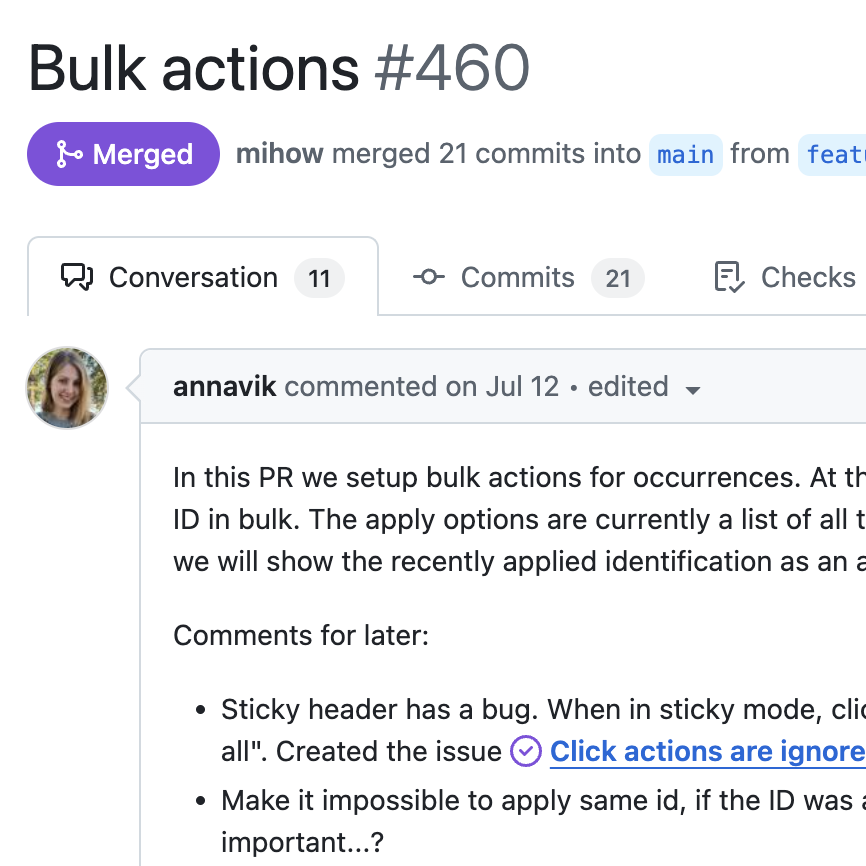 Bulk actions #460
Merged mihow merged 21 commits into main from
Conversation 11 Commits 21 Checks
annavik commented on Jul 12 • edited
In this PR we setup bulk actions for occurrences. At
ID in bulk. The apply options are currently a list of all
we will show the recently applied identification as an
Comments for later:
• Sticky header has a bug. When in sticky mode,
all". Created the issue Click actions are
• Make it impossible to apply same id, if the ID was
important...?